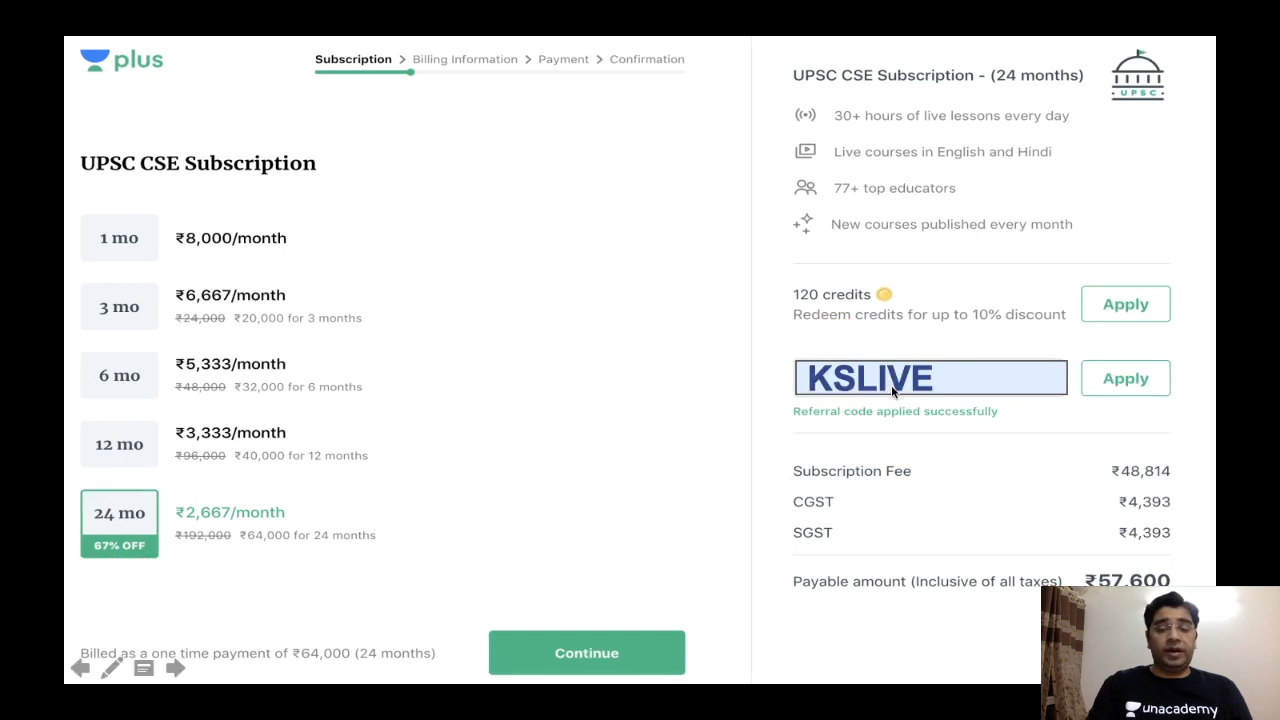 plus
Subscription > Billing Information > Payment > Confirmation
UPSC CSE Subscription
1 mo ₹8,000/month
3 mo ₹6,667/month
₹24,000 ₹20,000 for 3 months
6 mo ₹5,333/month
₹48,000 ₹32,000 for 6 months
12 mo ₹3,333/month
₹96,000 ₹40,000 for 12 months
24 mo ₹2,667/month
67% OFF ₹192,000 ₹64,000 for 24 months
Billed as a one time payment of ₹64,000 (24 months)
Continue
UPSC CSE Subscription - (24 months)
UPSC
30+ hours of live lessons every day
Live courses in English and Hindi
77+ top educators
New courses published every month
120 credits
Redeem credits for up to 10% discount
Apply
KSLIVE
Apply
Referral code applied successfully
Subscription Fee ₹48,814
CGST ₹4,393
SGST ₹4,393
Payable amount (Inclusive of all taxes) ₹57,600
unacademy